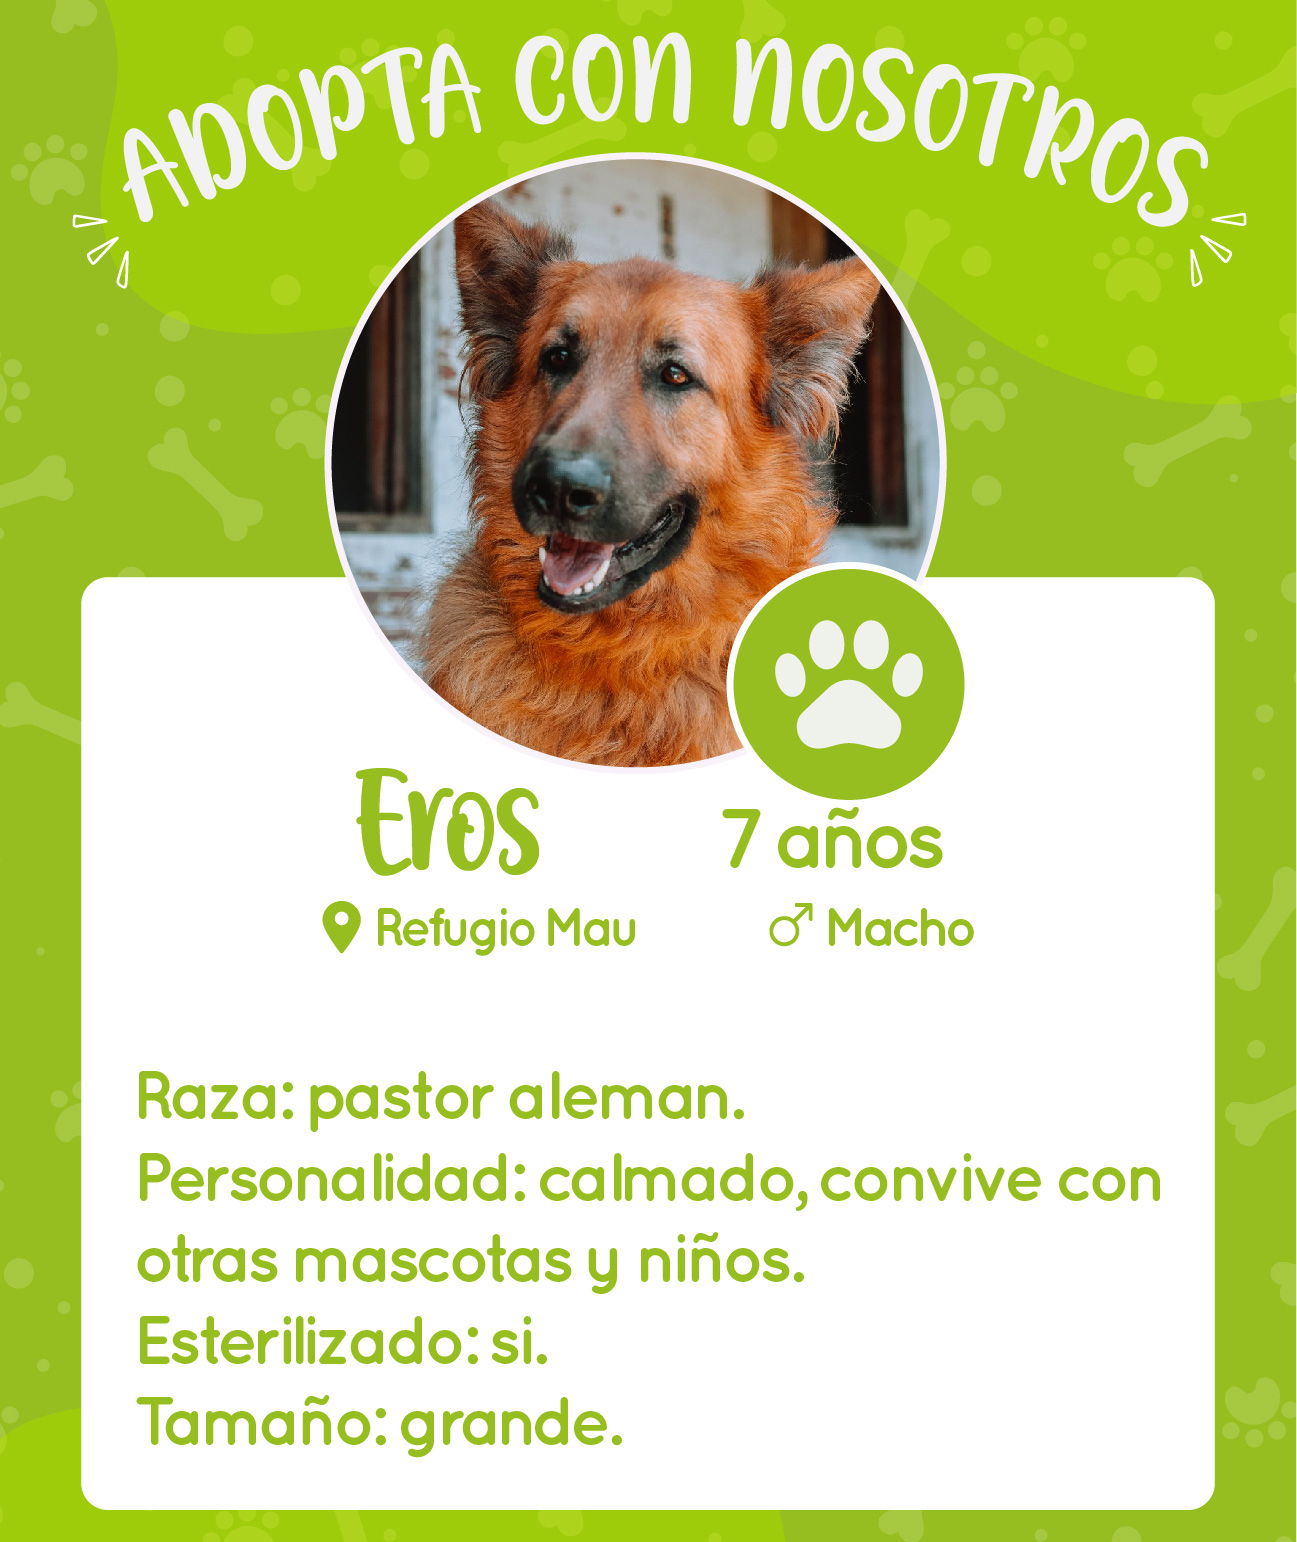 ADOPTA CON NOSOTROS
Eros
7 años
Refugio Mau
Macho
Raza: pastor aleman.
Personalidad: calmado, convive con
otras mascotas y niños.
Esterilizado: si.
Tamaño: grande.